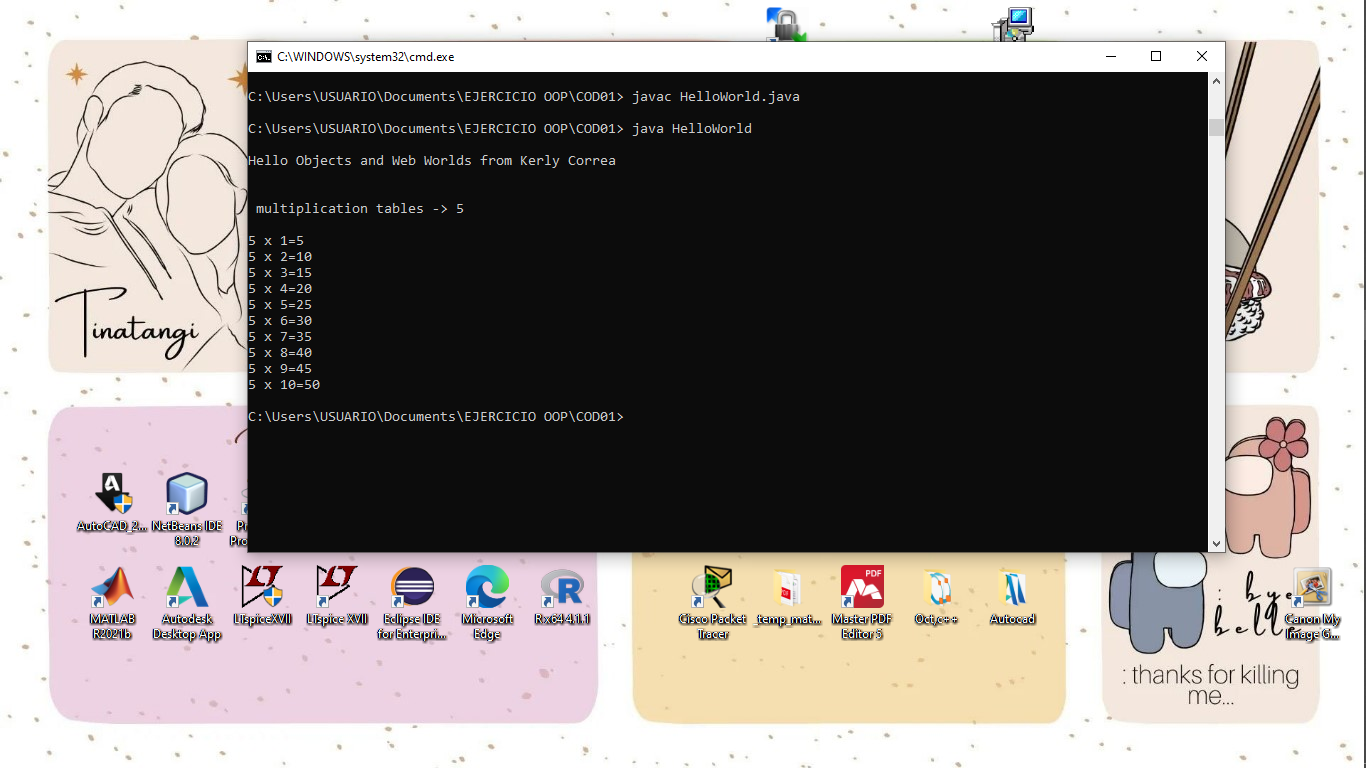 C:\WINDOWS\system32\cmd.exe
C:\Users\USUARIO\Documents\EJERCICIO OOP\COD01> javac HelloWorld.java
C:\Users\USUARIO\Documents\EJERCICIO OOP\COD01> java HelloWorld
Hello Objects and Web Worlds from Kerly Correa
multiplication tables -> 5
5 x 1=5
5 x 2=10
5 x 3=15
5 x 4=20
5 x 5=25
5 x 6=30
5 x 7=35
5 x 8=40
5 x 9=45
5 x 10=50
C:\Users\USUARIO\Documents\EJERCICIO OOP\COD01>
Tinatangi
AutoCAD_2...
NetBeans IDE
8.0.2
MATLAB
R2021b
Autodesk
Desktop App
LTspiceXVII
LTspice XVII
Eclipse IDE
for Enterpri...
Microsoft
Edge
R x64 4.1.1
Cisco Packet
Tracer
_temp_mat...
Master PDF
Editor 5
Oct,c++
Autocad
Canon My
Image G...
PDF
: bye
belle
: thanks for killing
me...